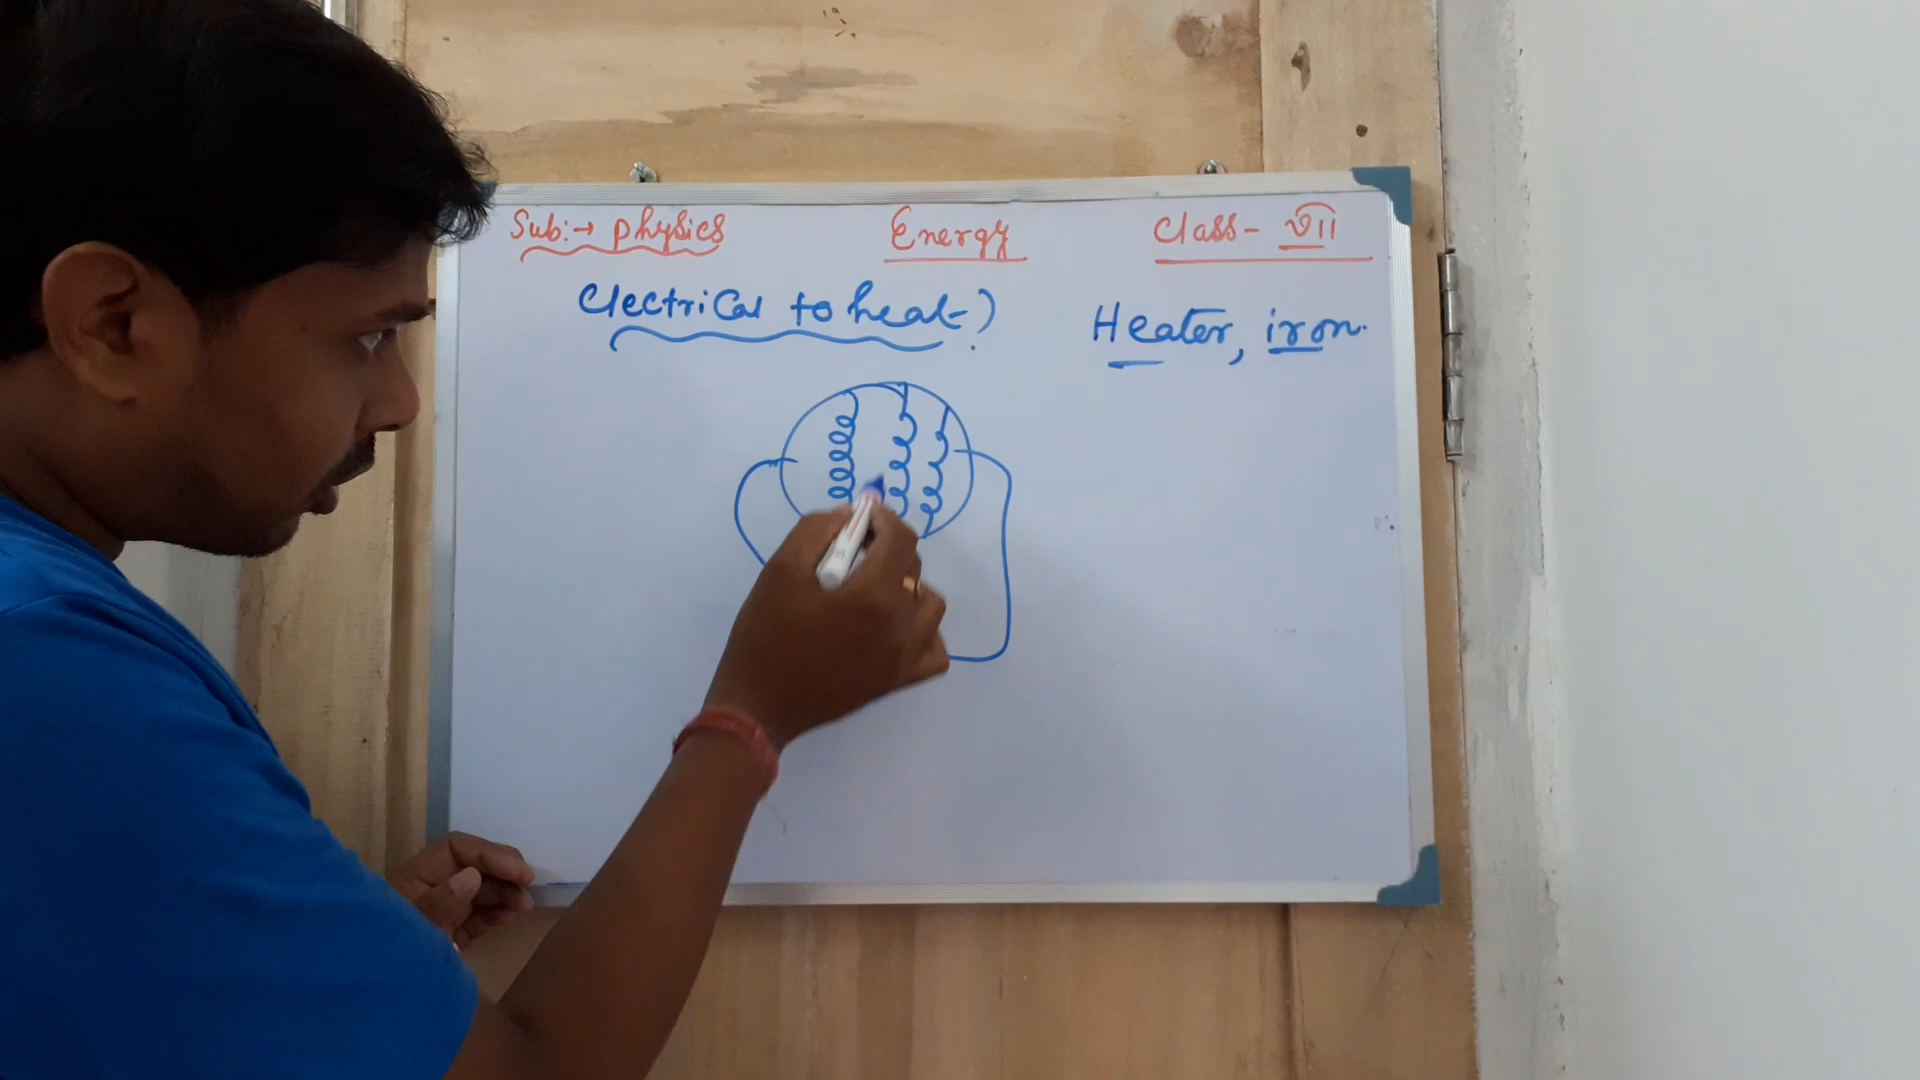 Sub:→ physics Energy Class - VII
Electrical to heat ? Heater, iron.